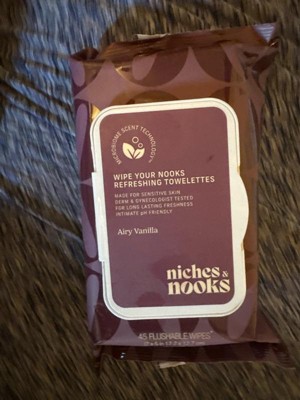 MICROBIOME SCENT TECHNOLOGY™
WIPE YOUR NOOKS
REFRESHING TOWELETTES
MADE FOR SENSITIVE SKIN
DERM & GYNECOLOGIST TESTED
FOR LONG LASTING FRESHNESS
INTIMATE pH FRIENDLY
Airy Vanilla
niches &
nooks
45 FLUSHABLE WIPES